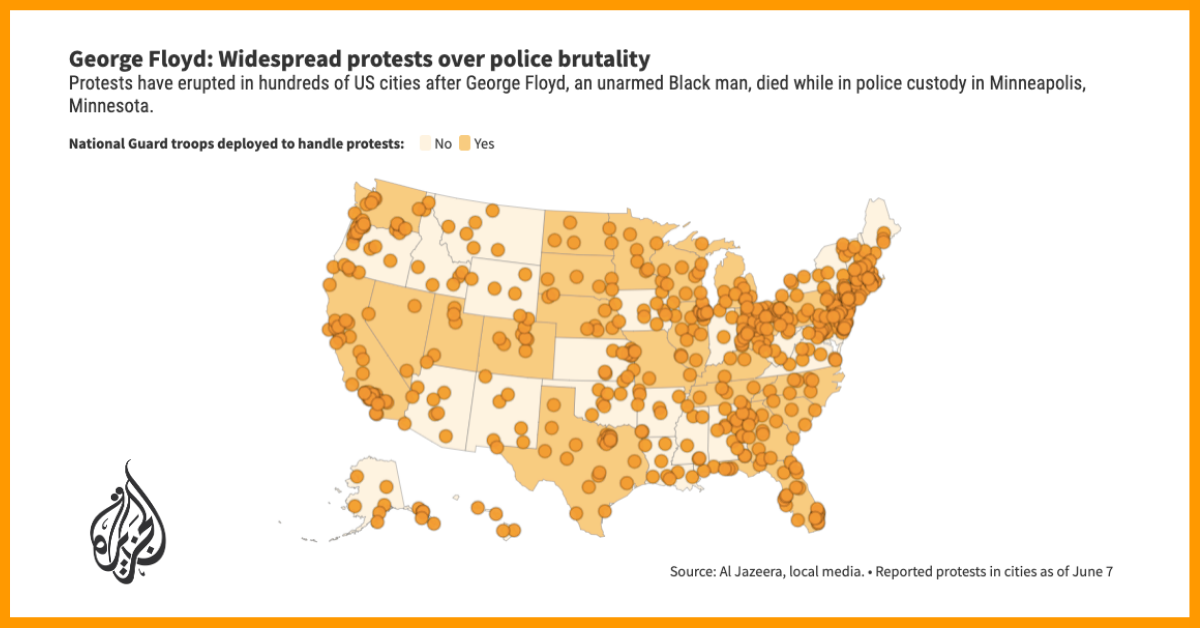 George Floyd: Widespread protests over police brutality
Protests have erupted in hundreds of US cities after George Floyd, an unarmed Black man, died while in police custody in Minneapolis,
Minnesota.
National Guard troops deployed to handle protests: No Yes
الجزيرة
Source: Al Jazeera, local media. • Reported protests in cities as of June 7